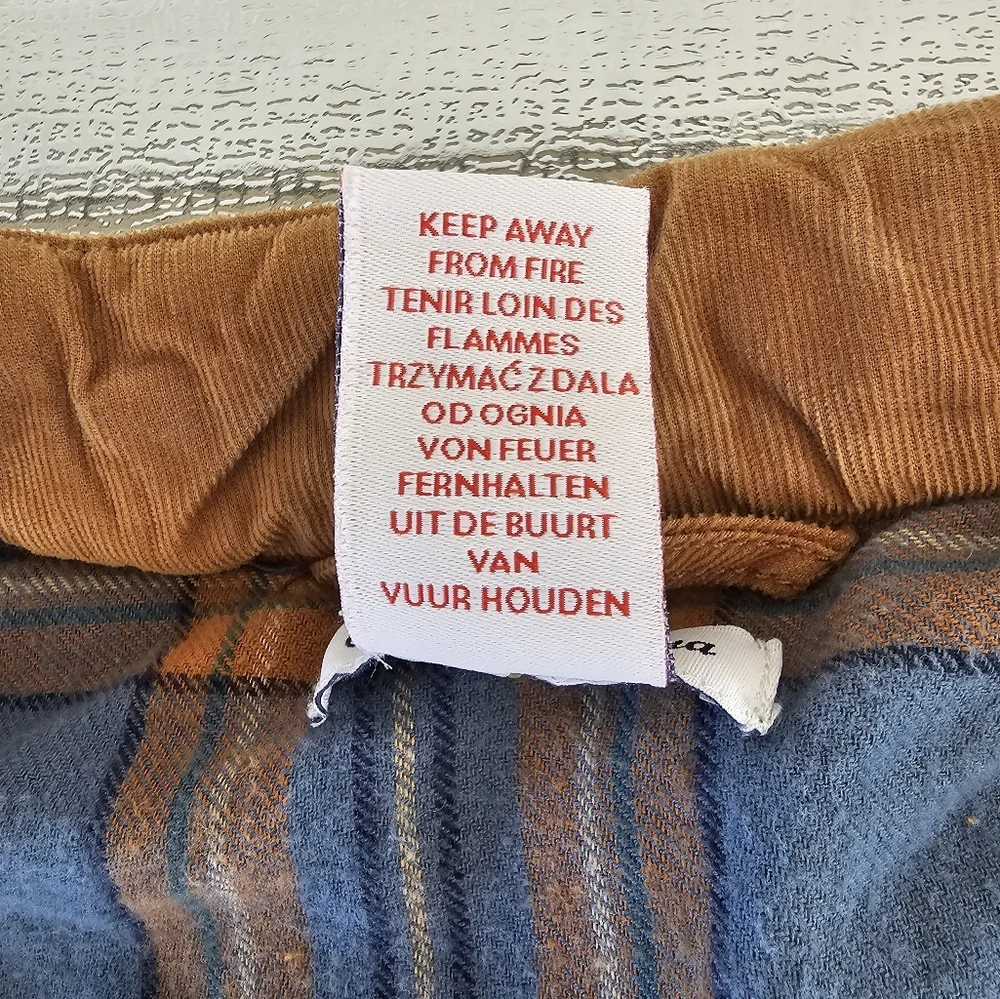 KEEP AWAY
FROM FIRE
TENIR LOIN DES
FLAMMES
TRZYMAĆ Z DALA
OD OGNIA
VON FEUER
FERNHALTEN
UIT DE BUURT
VAN
VUUR HOUDEN